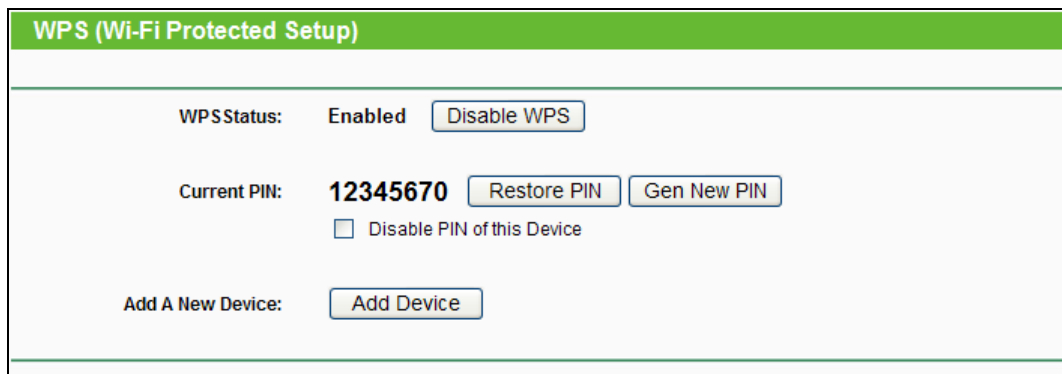 WPS (Wi-Fi Protected Setup)
WPS Status: Enabled Disable WPS
Current PIN: 12345670 Restore PIN Gen New PIN
Disable PIN of this Device
Add A New Device: Add Device